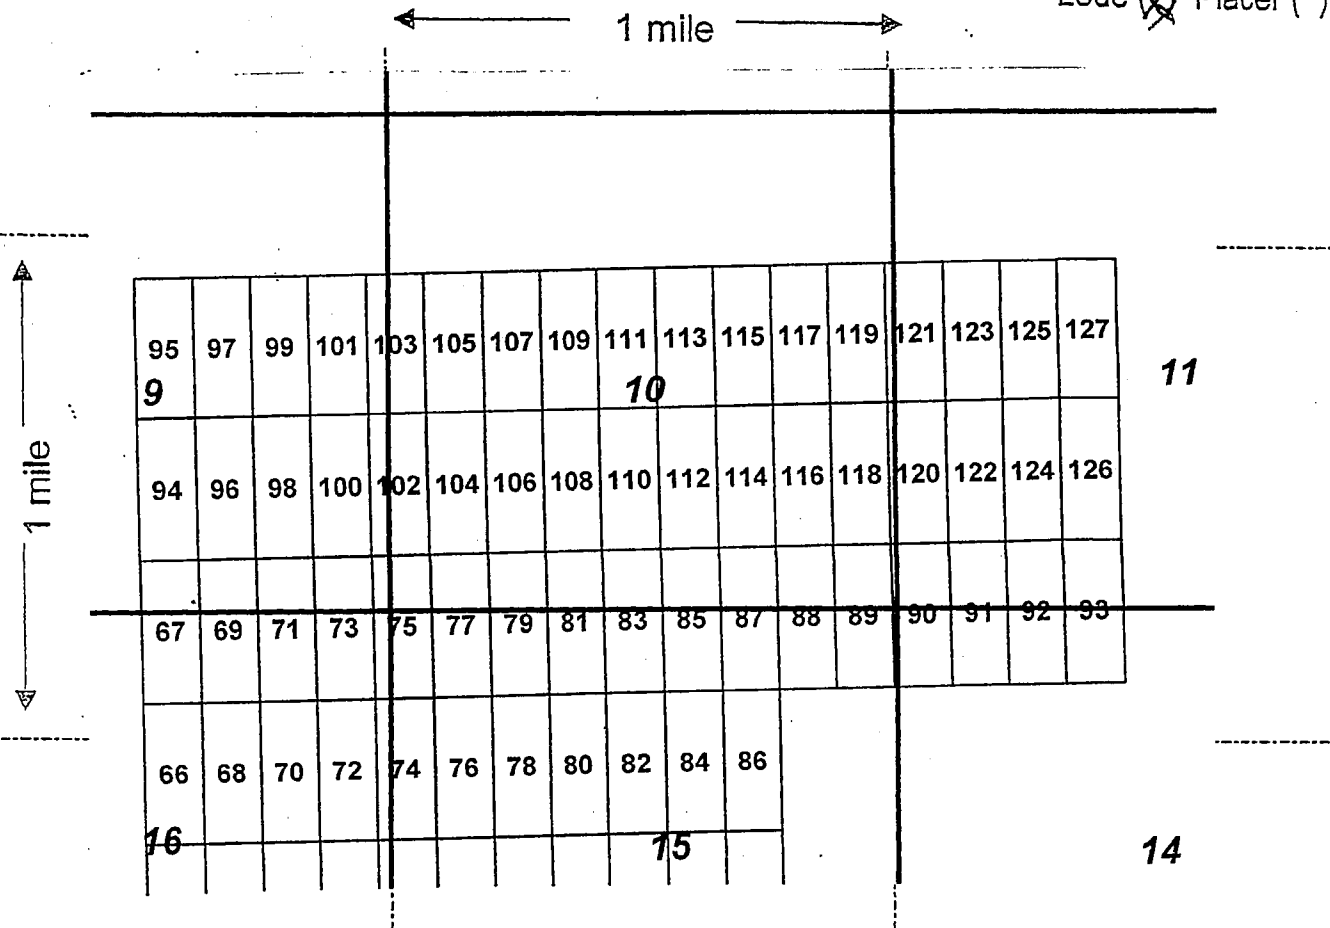 Lode (X) Placer ( )
1 mile
95 97 99 101 103 105 107 109 111 113 115 117 119 121 123 125 127
9 10 11
1 mile
94 96 98 100 102 104 106 108 110 112 114 116 118 120 122 124 126
67 69 71 73 75 77 79 81 83 85 87 88 89 90 91 92 93
66 68 70 72 74 76 78 80 82 84 86
16 15 14